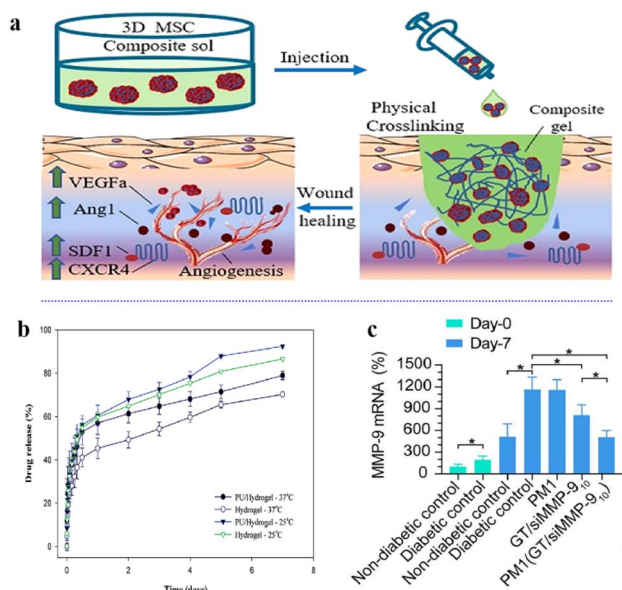 a
3D MSC
Composite sol
Injection
Physical
Crosslinking
Composite
gel
VEGFa
Ang1
SDF1
CXCR4
Angiogenesis
Wound
healing
b
Drug release (%)
100
80
60
40
20
0
0
2
4
6
8
Time (days)
PU/Hydrogel - 37°C
Hydrogel - 37°C
PU/Hydrogel - 25°C
Hydrogel - 25°C
c
Day-0
Day-7
MMP-9 mRNA (%)
1500
1200
900
600
300
0
* * * * *
Non-diabetic control
Diabetic control
Non-diabetic control
Diabetic control
PM1
GT/siMMP-9₁₀
PM1(GT/siMMP-9₁₀)